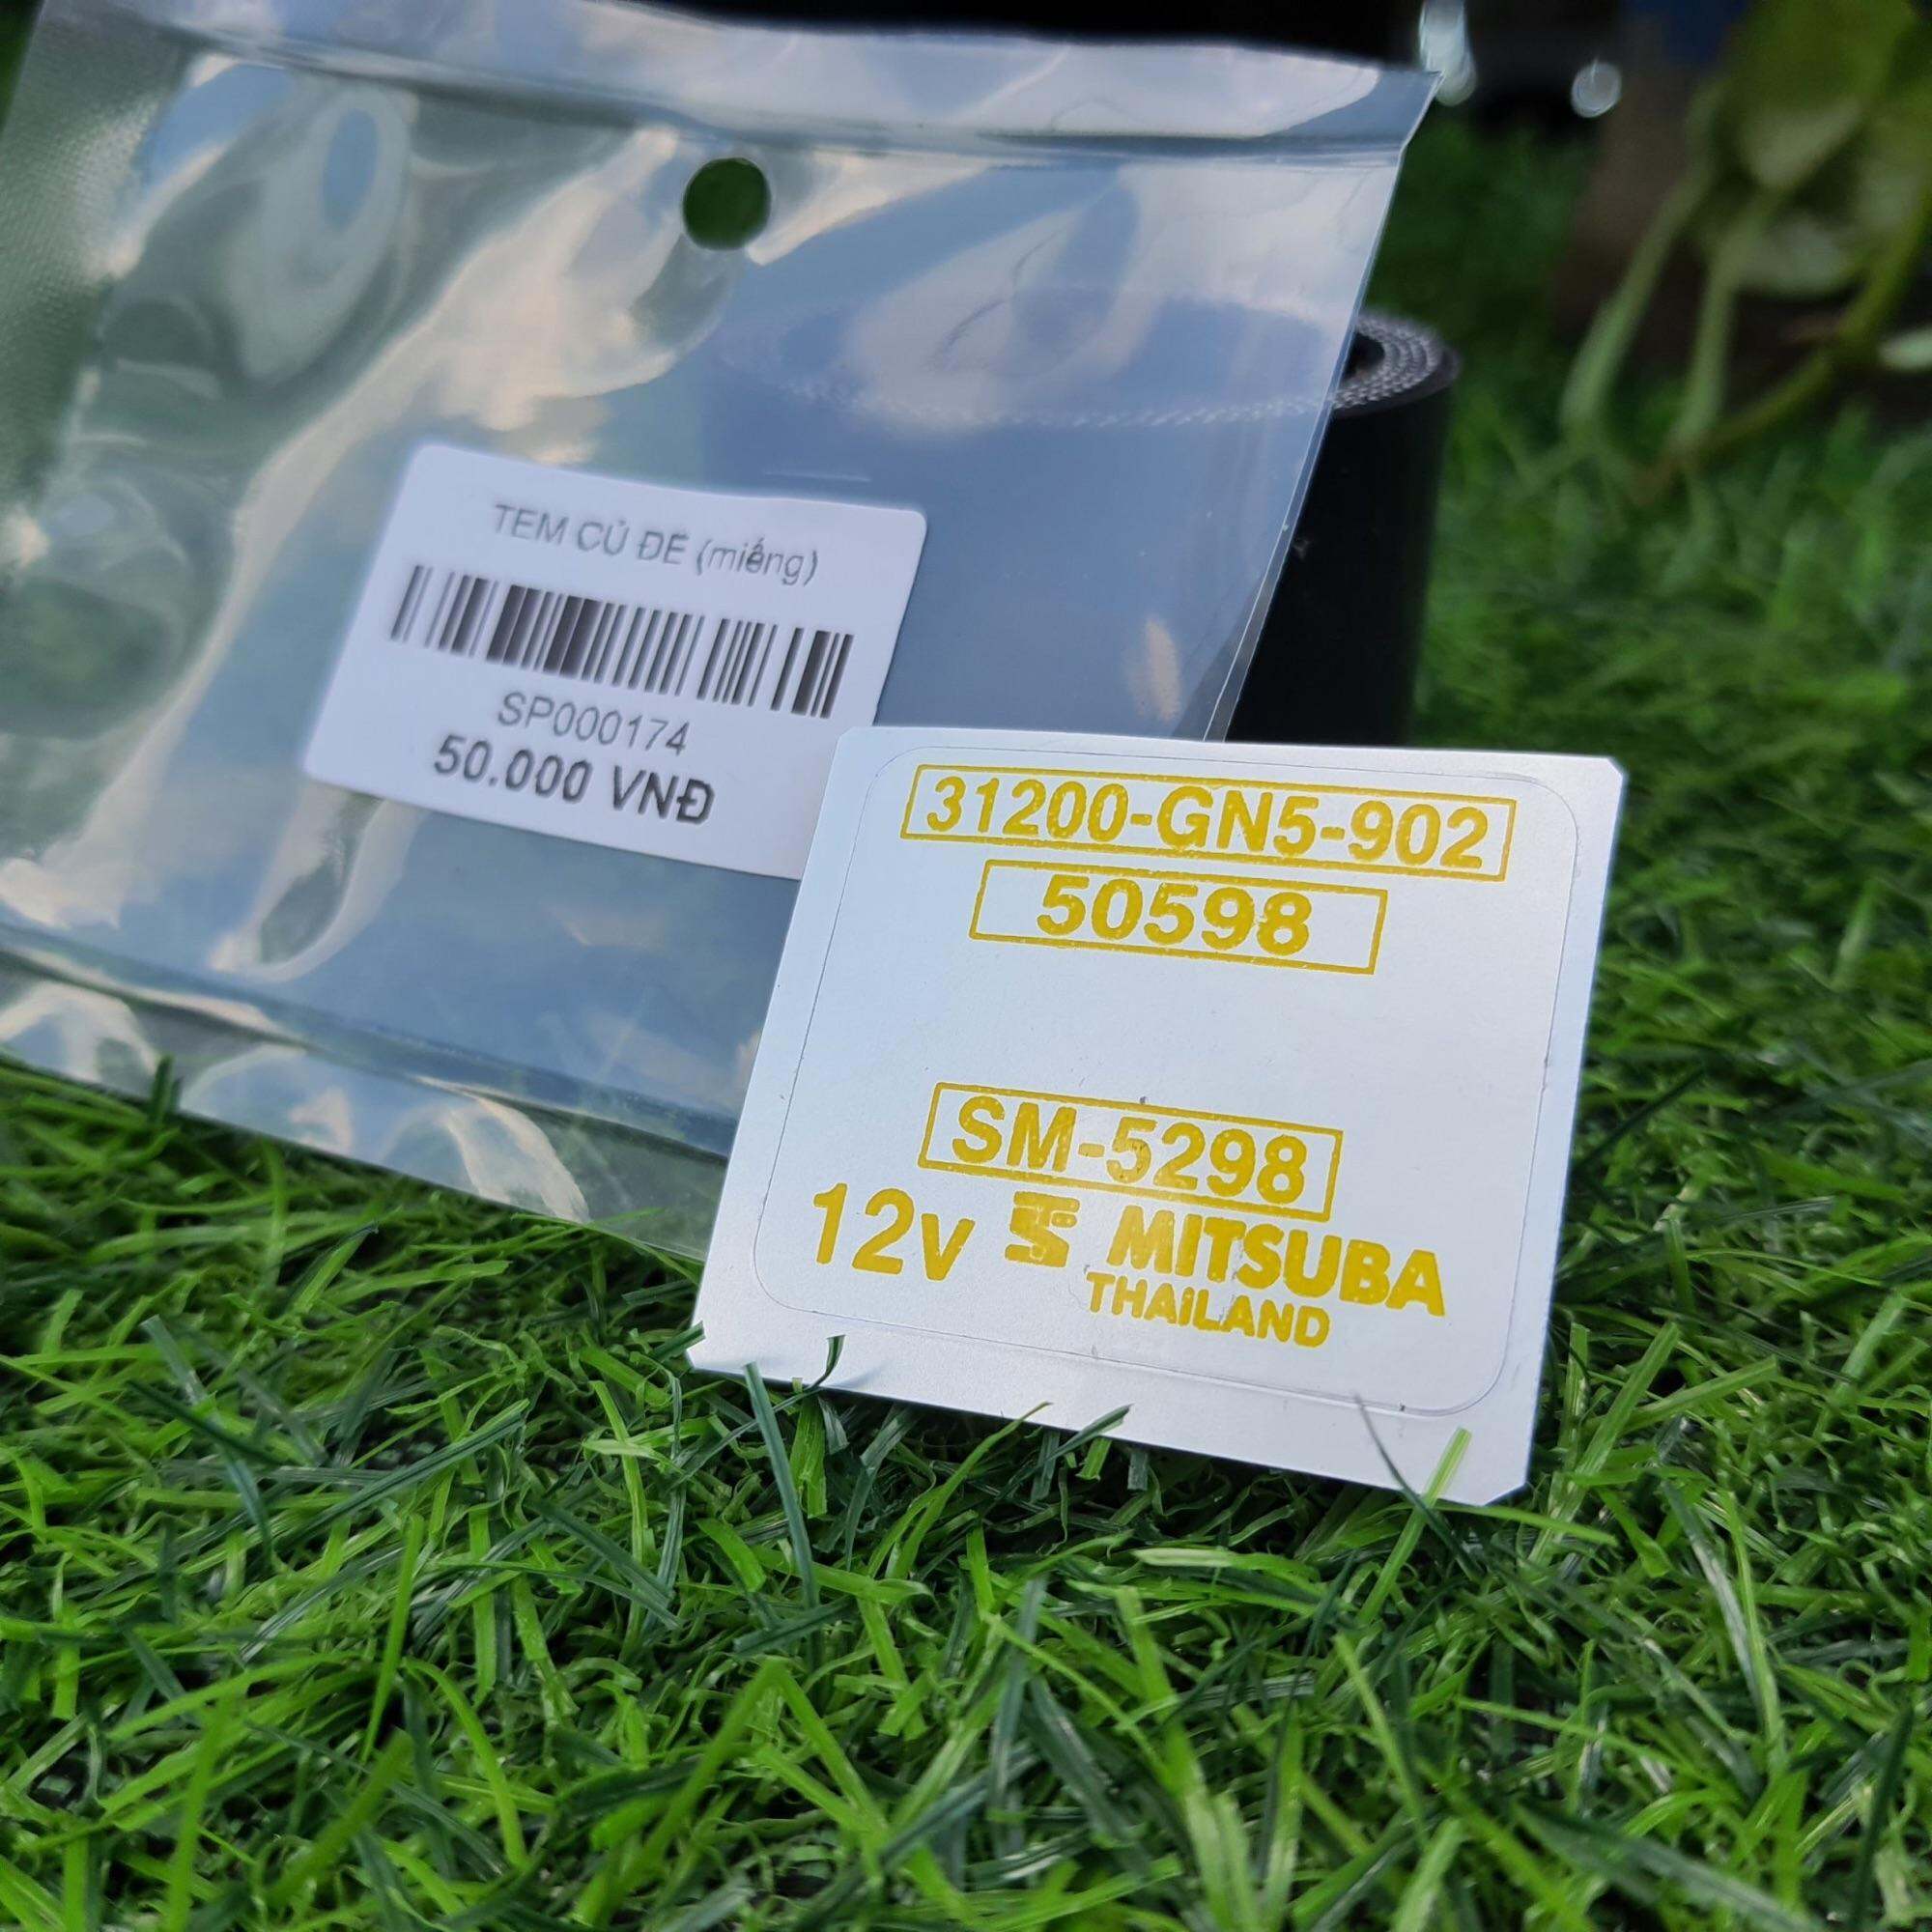 TEM CỦ ĐỀ (miếng)
SP000174
50.000 VNĐ
31200-GN5-902
50598
SM-5298
12v MITSUBA
THAiLAND